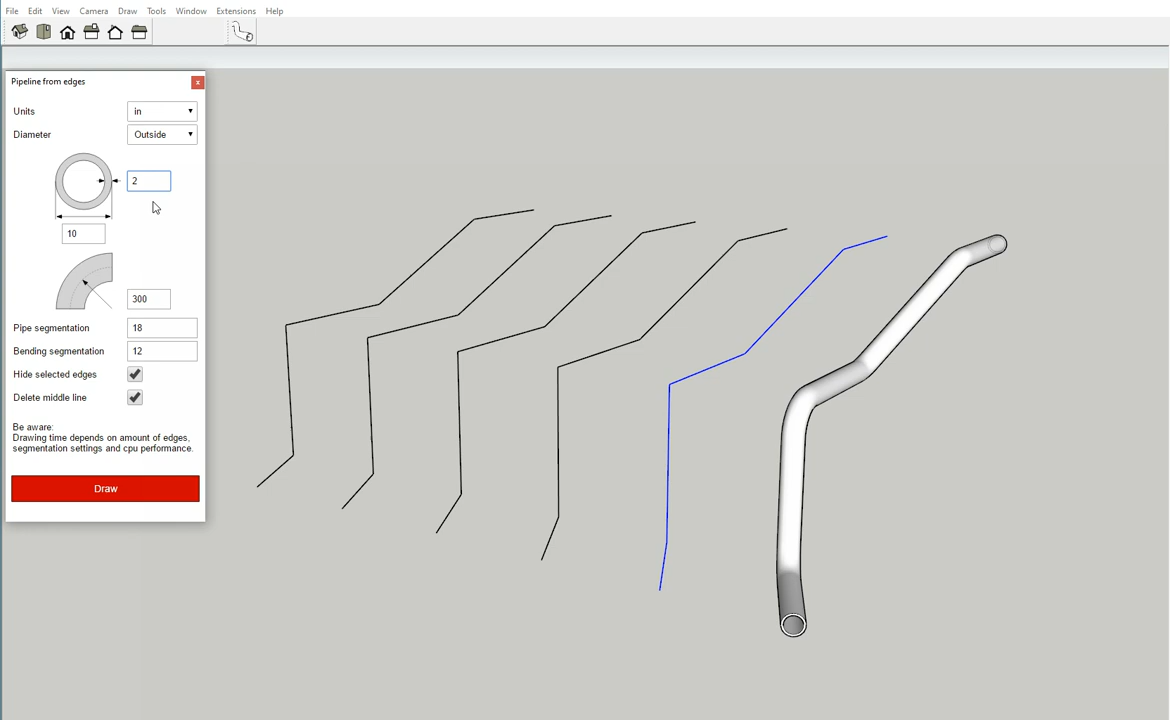 File Edit View Camera Draw Tools Window Extensions Help
Pipeline from edges x
Units in
Diameter Outside
2
10
300
Pipe segmentation 18
Bending segmentation 12
Hide selected edges
Delete middle line
Be aware:
Drawing time depends on amount of edges,
segmentation settings and cpu performance.
Draw